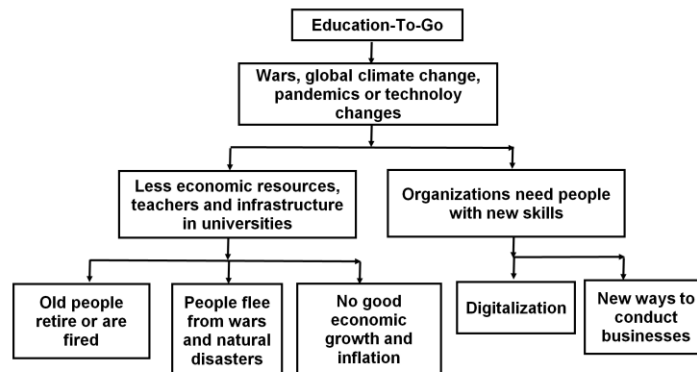 Education-To-Go
Wars, global climate change,
pandemics or technoloy
changes
Less economic resources,
teachers and infrastructure
in universities
Organizations need people
with new skills
Old people
retire or are
fired
People flee
from wars
and natural
disasters
No good
economic
growth and
inflation
Digitalization
New ways to
conduct
businesses